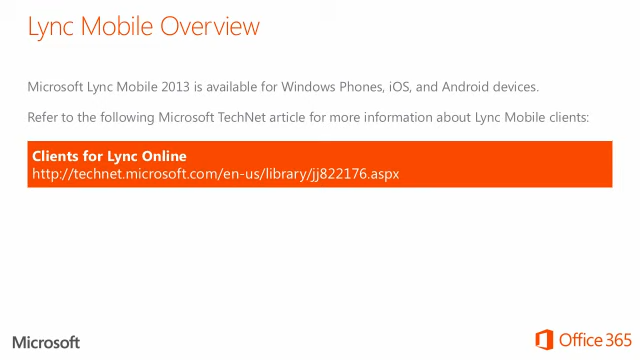 Lync Mobile Overview
Microsoft Lync Mobile 2013 is available for Windows Phones, iOS, and Android devices.
Refer to the following Microsoft TechNet article for more information about Lync Mobile clients:
Clients for Lync Online
http://technet.microsoft.com/en-us/library/jj822176.aspx
Microsoft
Office 365